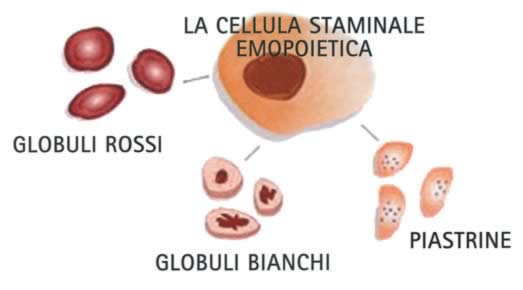 LA CELLULA STAMINALE
EMOPOIETICA
GLOBULI ROSSI
GLOBULI BIANCHI
PIASTRINE